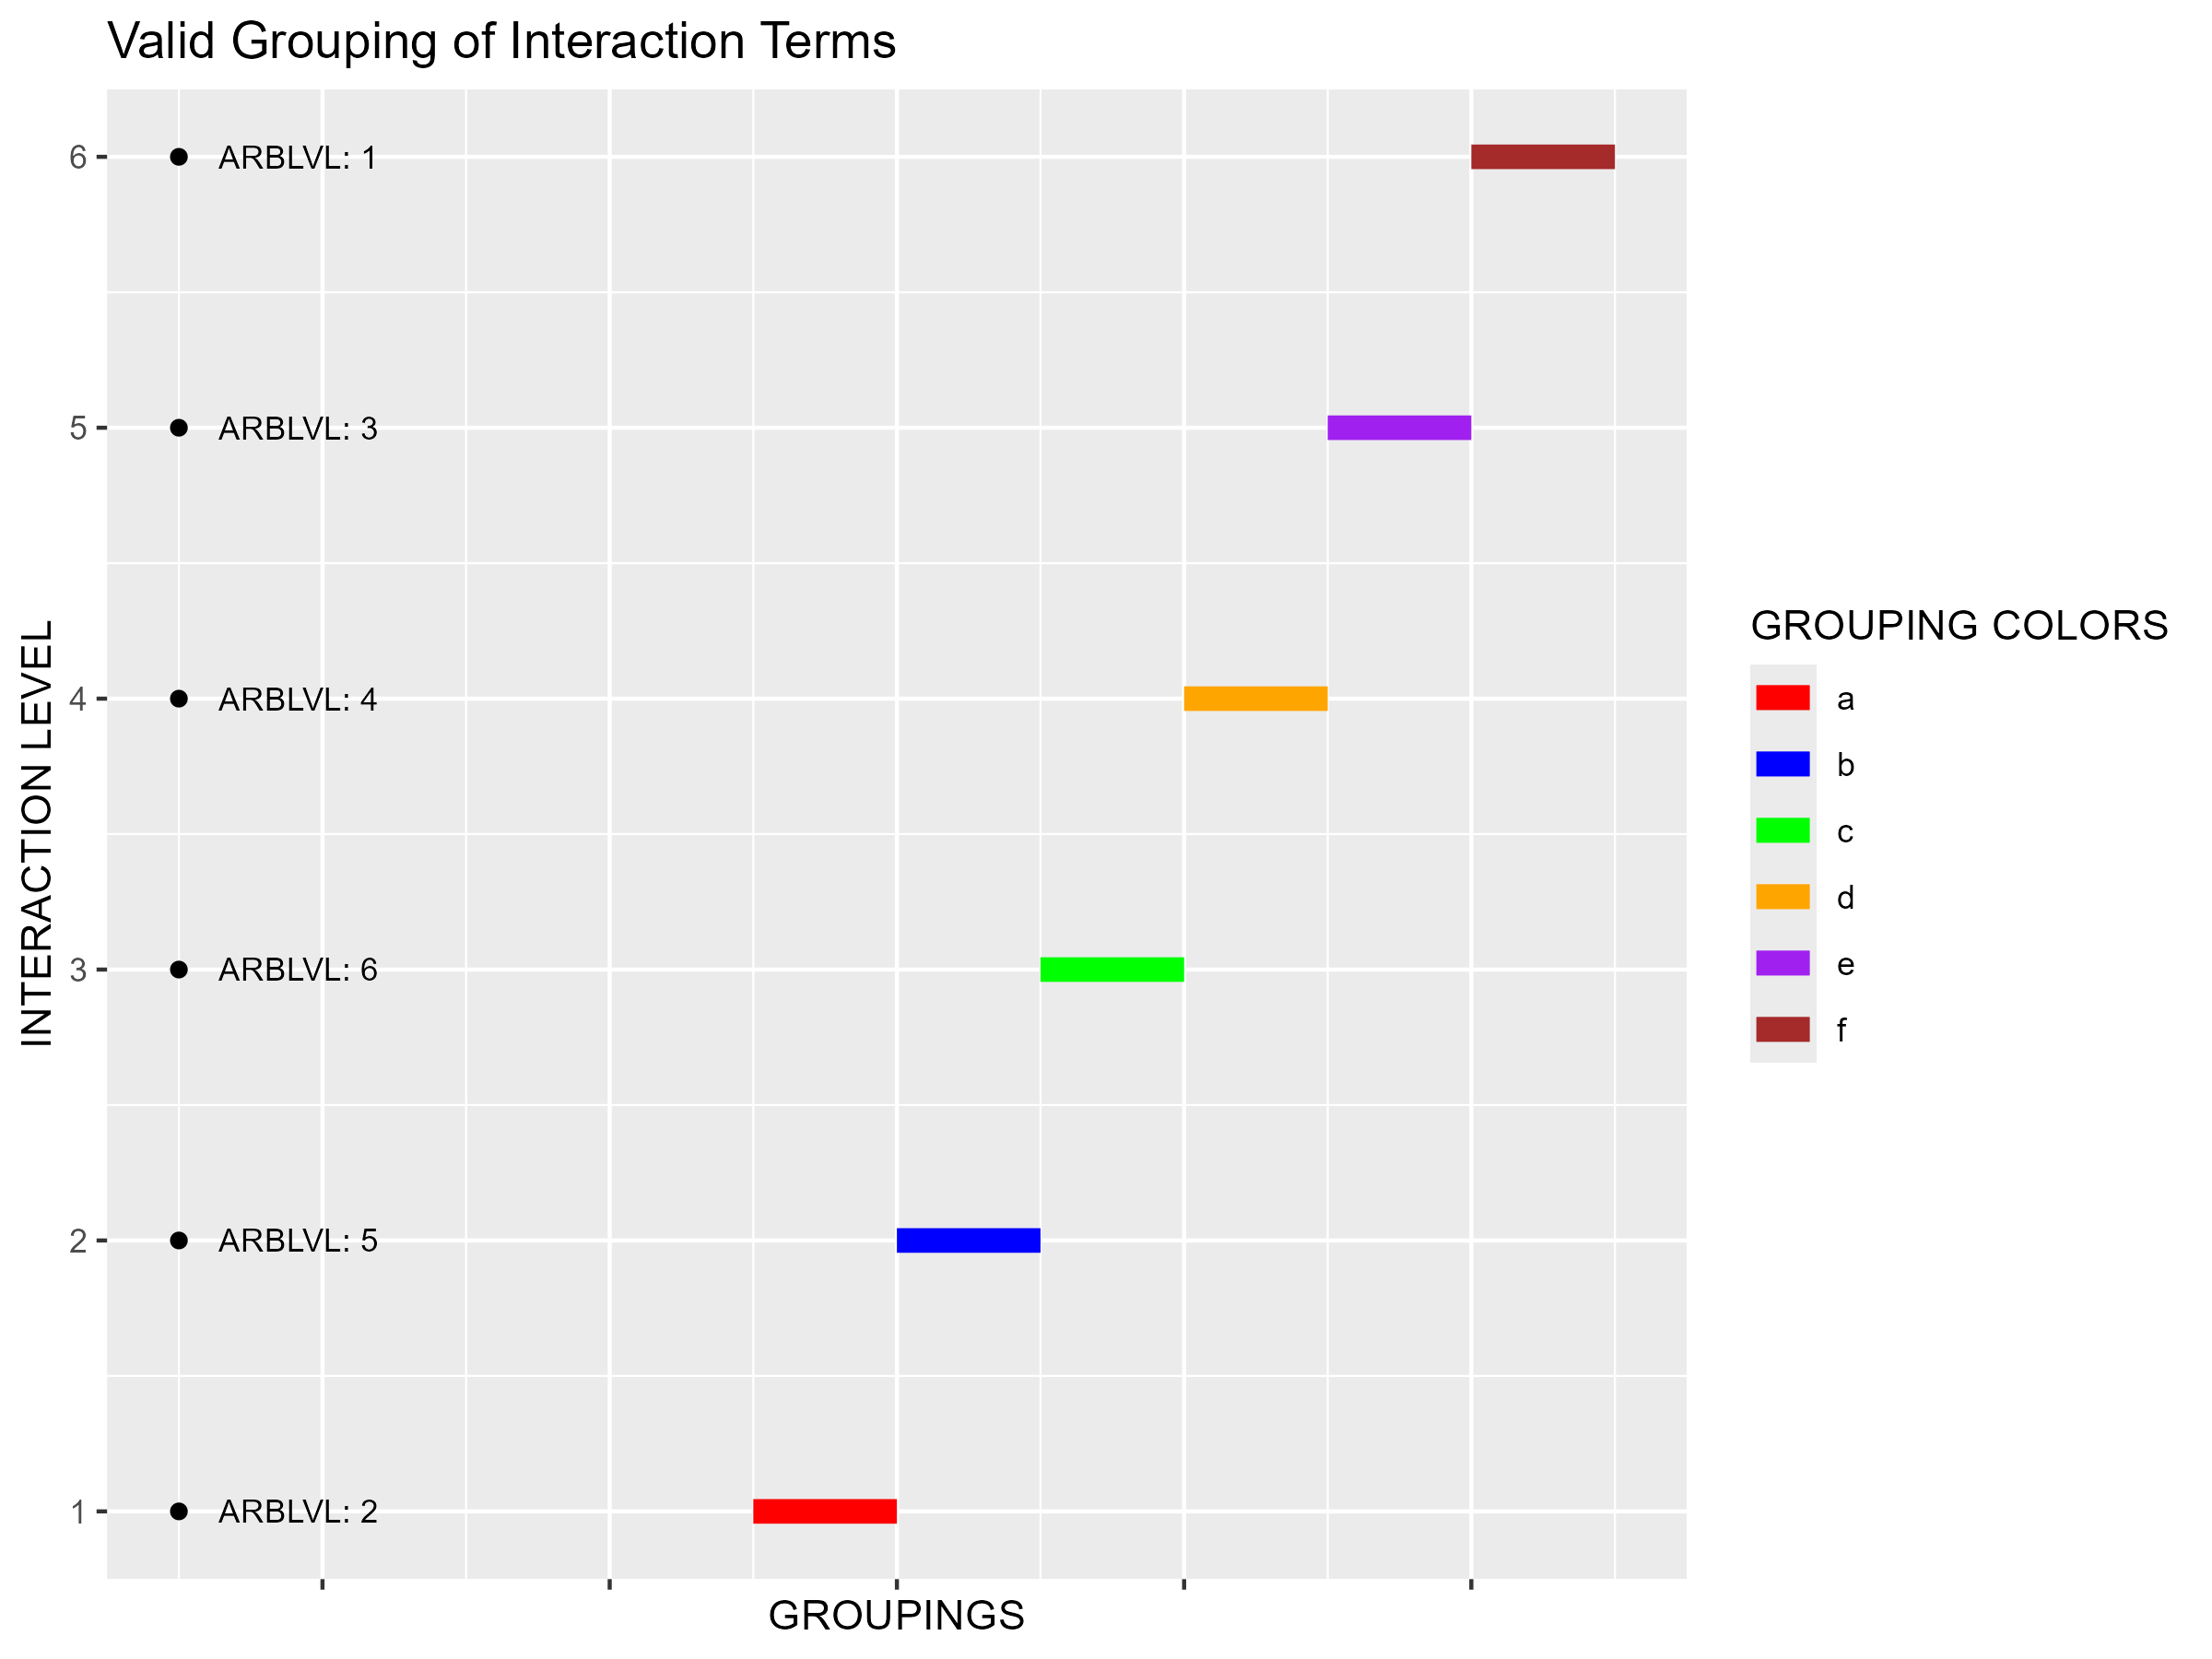 Valid Grouping of Interaction Terms
INTERACTION LEVEL
6
ARBLVL: 1
5
ARBLVL: 3
4
ARBLVL: 4
3
ARBLVL: 6
2
ARBLVL: 5
1
ARBLVL: 2
GROUPINGS
GROUPING COLORS
a
b
c
d
e
f